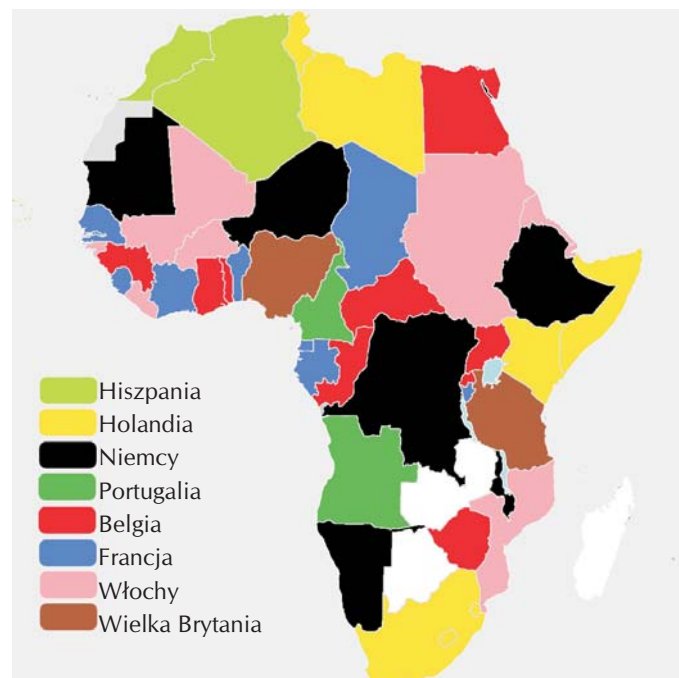 Hiszpania
Holandia
Niemcy
Portugalia
Belgia
Francja
Włochy
Wielka Brytania